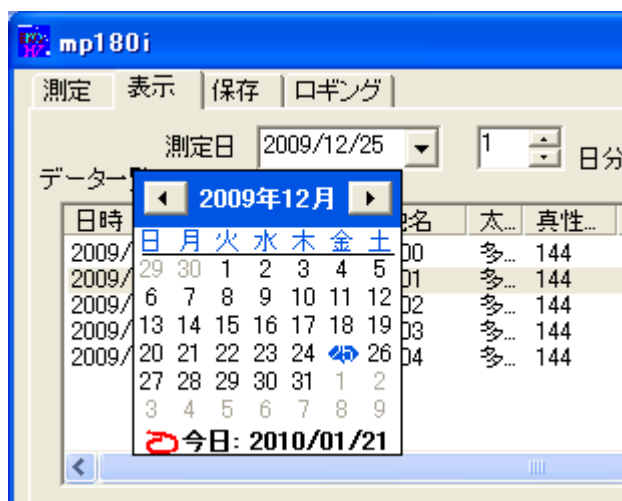 mp180i
測定 表示 保存 ロギング
測定日 2009/12/25 1 日分
データ一覧
2009年12月
日時 名 太... 真性...
日 月 火 水 木 金 土
29 30 1 2 3 4 5
6 7 8 9 10 11 12
13 14 15 16 17 18 19
20 21 22 23 24 25 26
27 28 29 30 31 1 2
3 4 5 6 7 8 9
今日: 2010/01/21
2009/ 00 多... 144
2009/ 01 多... 144
2009/ 02 多... 144
2009/ 03 多... 144
2009/ 04 多... 144